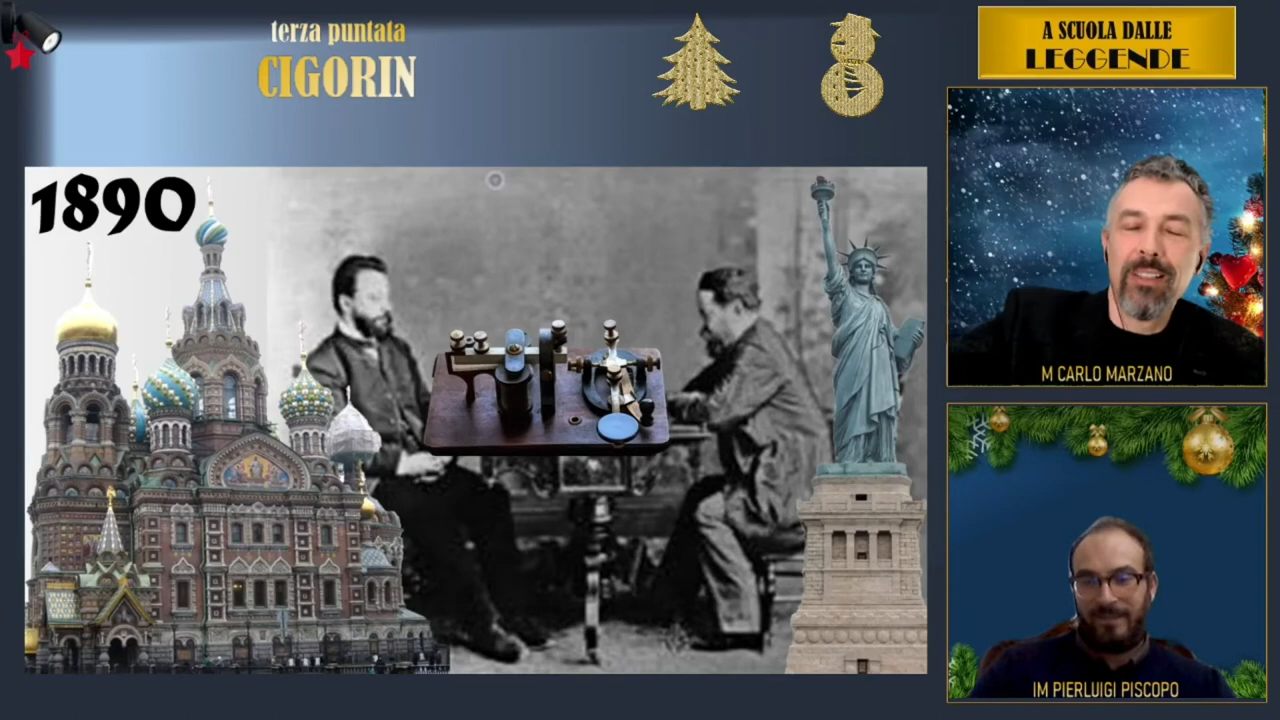 terza puntata
CIGORIN
A SCUOLA DALLE
LEGGENDE
1890
M CARLO MARZANO
IM PIERLUIGI PISCOPO